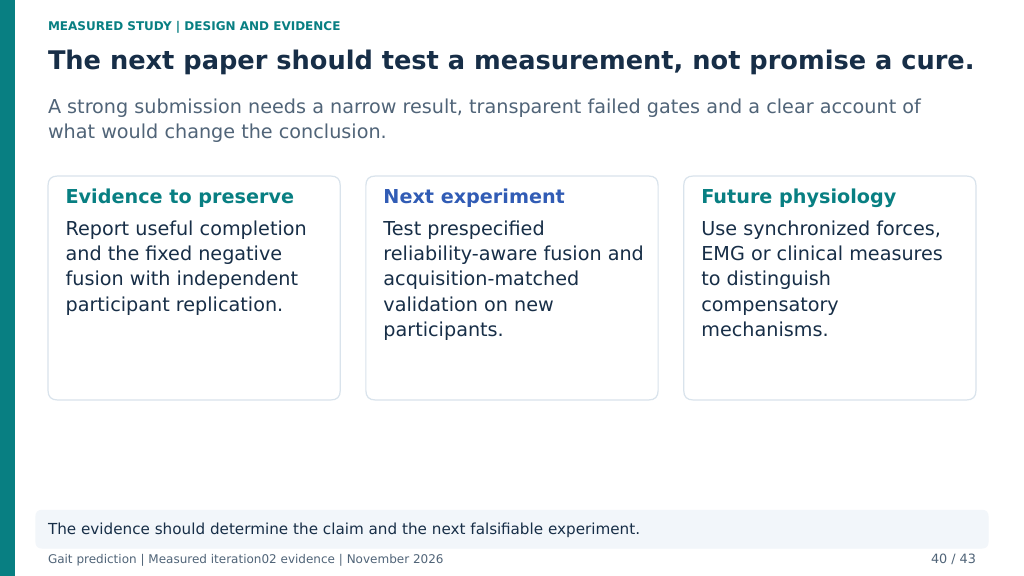 MEASURED STUDY | DESIGN AND EVIDENCE
The next paper should test a measurement, not promise a cure.
A strong submission needs a narrow result, transparent failed gates and a clear account of
what would change the conclusion.
Evidence to preserve
Report useful completion
and the fixed negative
fusion with independent
participant replication.
Next experiment
Test prespecified
reliability-aware fusion and
acquisition-matched
validation on new
participants.
Future physiology
Use synchronized forces,
EMG or clinical measures
to distinguish
compensatory
mechanisms.
The evidence should determine the claim and the next falsifiable experiment.
Gait prediction | Measured iteration02 evidence | November 2026
40 / 43